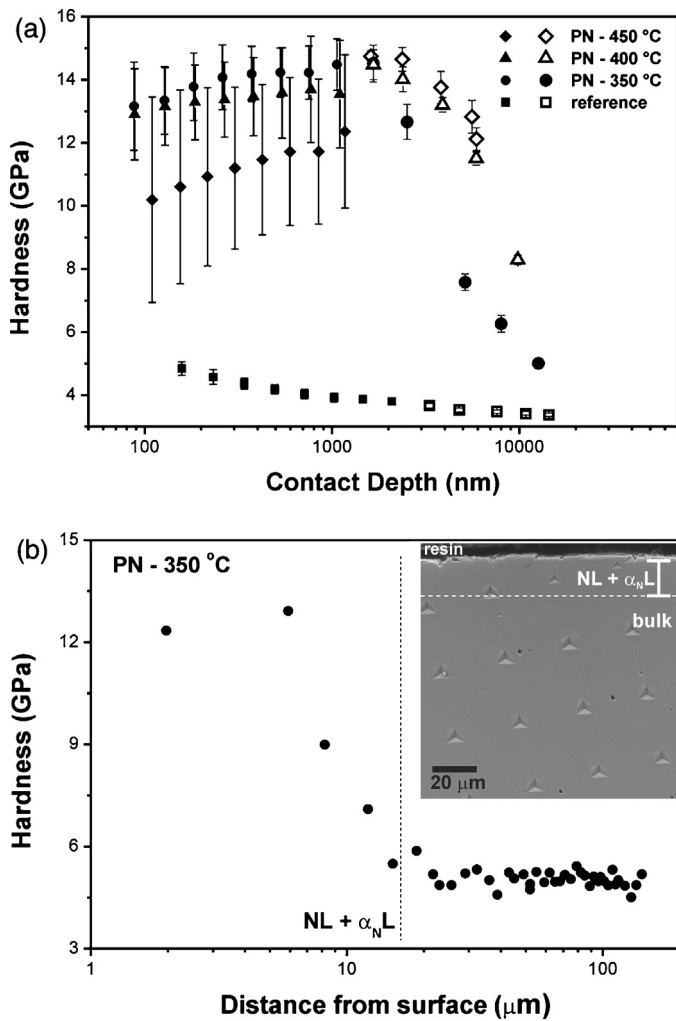 (a)
16
14
12
10
8
6
4
Hardness (GPa)
100
1000
10000
Contact Depth (nm)
PN - 450 °C
PN - 400 °C
PN - 350 °C
reference
(b)
15
12
9
6
3
Hardness (GPa)
PN - 350 °C
NL + αNL
1
10
100
Distance from surface (μm)
resin
NL + αNL
bulk
20 μm